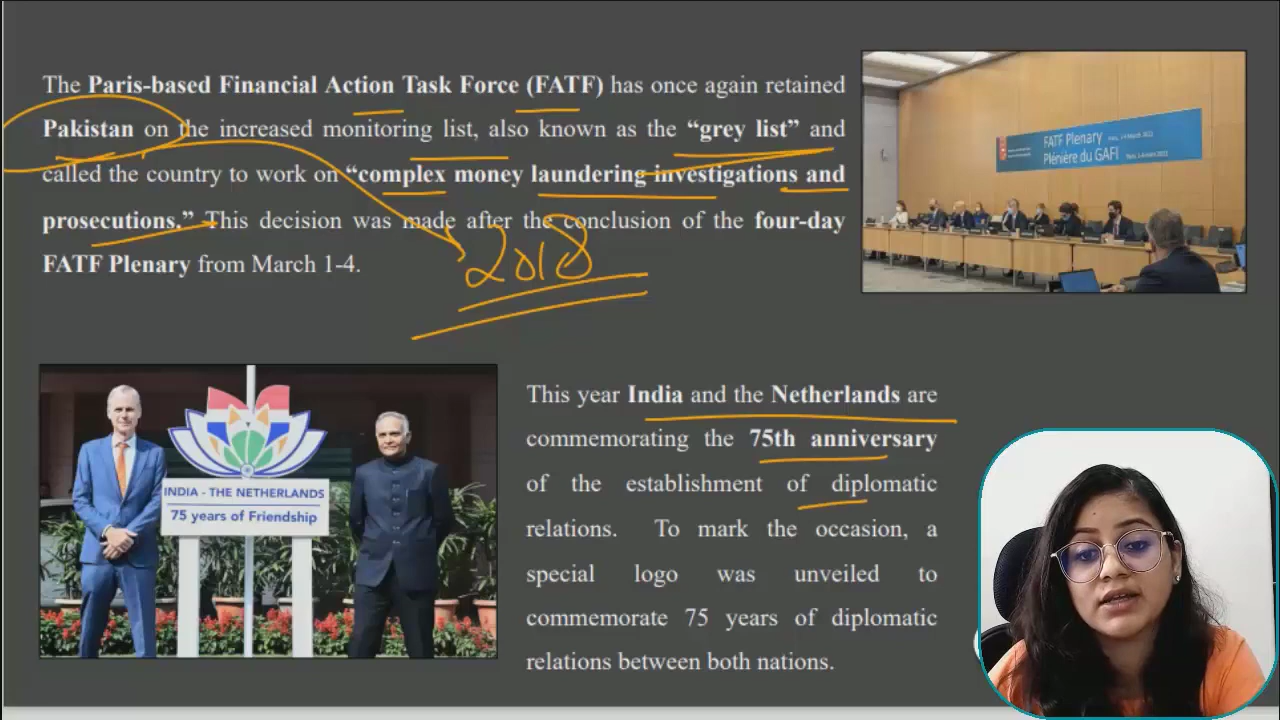 The Paris-based Financial Action Task Force (FATF) has once again retained
Pakistan on the increased monitoring list, also known as the “grey list” and
called the country to work on “complex money laundering investigations and
prosecutions.” This decision was made after the conclusion of the four-day
FATF Plenary from March 1-4.
2018
FATF Plenary
Plénière du GAFI
INDIA - THE NETHERLANDS
75 years of Friendship
This year India and the Netherlands are
commemorating the 75th anniversary
of the establishment of diplomatic
relations. To mark the occasion, a
special logo was unveiled to
commemorate 75 years of diplomatic
relations between both nations.